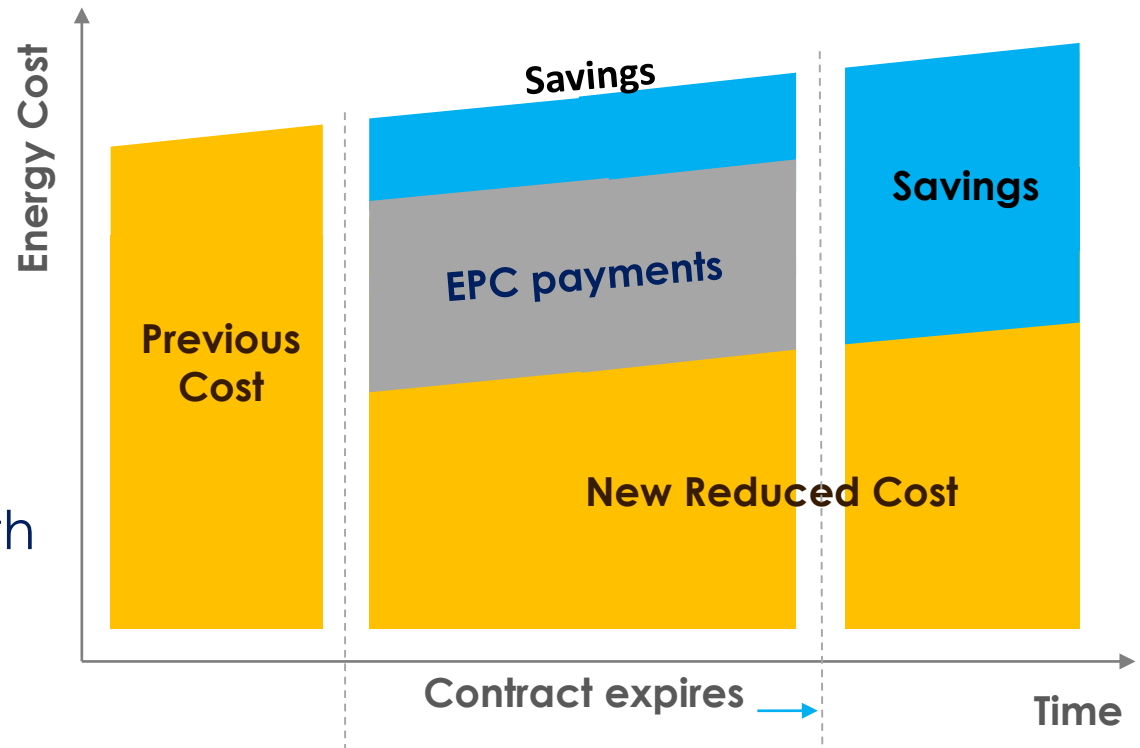 Energy Cost
Savings
Savings
EPC payments
Previous
Cost
New Reduced Cost
Contract expires
Time